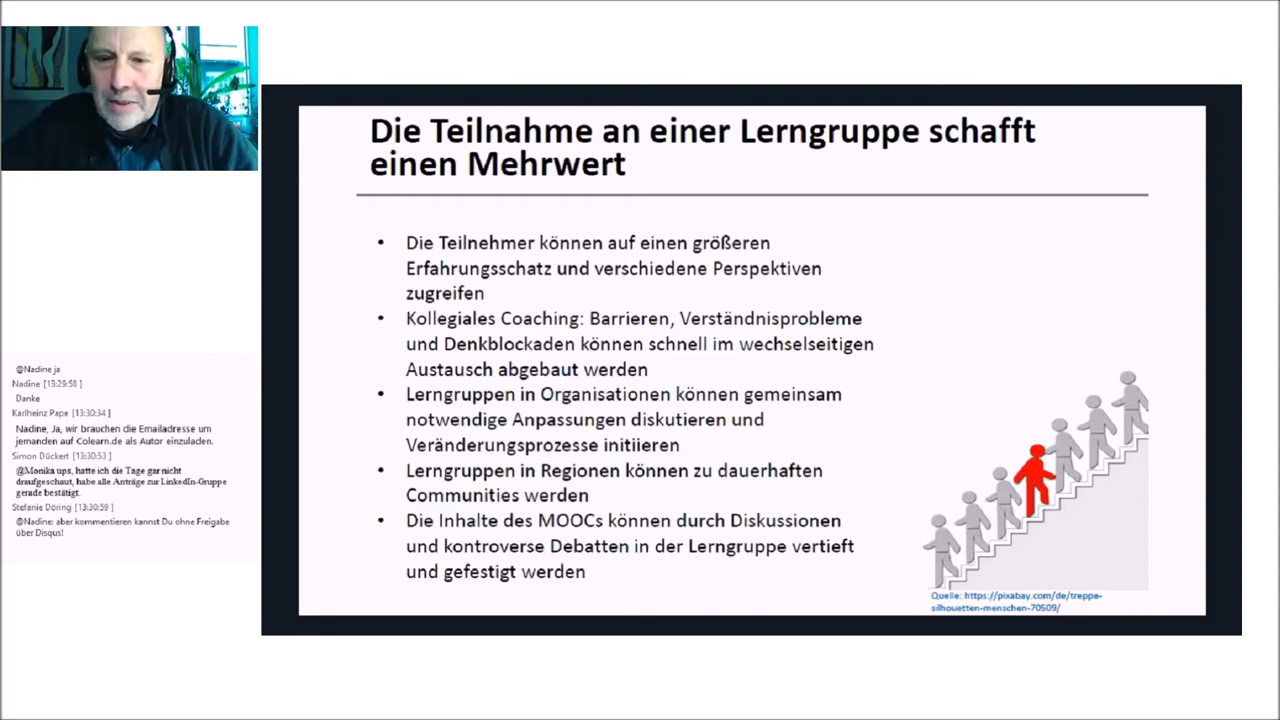 Die Teilnahme an einer Lerngruppe schafft
einen Mehrwert
• Die Teilnehmer können auf einen größeren
Erfahrungsschatz und verschiedene Perspektiven
zugreifen
• Kollegiales Coaching: Barrieren, Verständnisprobleme
und Denkblockaden können schnell im wechselseitigen
Austausch abgebaut werden
• Lerngruppen in Organisationen können gemeinsam
notwendige Anpassungen diskutieren und
Veränderungsprozesse initiieren
• Lerngruppen in Regionen können zu dauerhaften
Communities werden
• Die Inhalte des MOOCs können durch Diskussionen
und kontroverse Debatten in der Lerngruppe vertieft
und gefestigt werden
Quelle: https://pixabay.com/de/treppe-
silhouetten-menschen-70509/
@Nadine ja
Nadine [13:29:58 ]
Danke
Karlheinz Pape [13:30:34 ]
Nadine, Ja, wir brauchen die Emailadresse um
jemanden auf Colearn.de als Autor einzuladen.
Simon Dückert [13:30:53 ]
@Monika ups, hatte ich die Tage gar nicht
draufgeschaut, habe alle Anträge zur LinkedIn-Gruppe
gerade bestätigt.
Stefanie Döring [13:30:59 ]
@Nadine: aber kommentieren kannst Du ohne Freigabe
über Disqus!